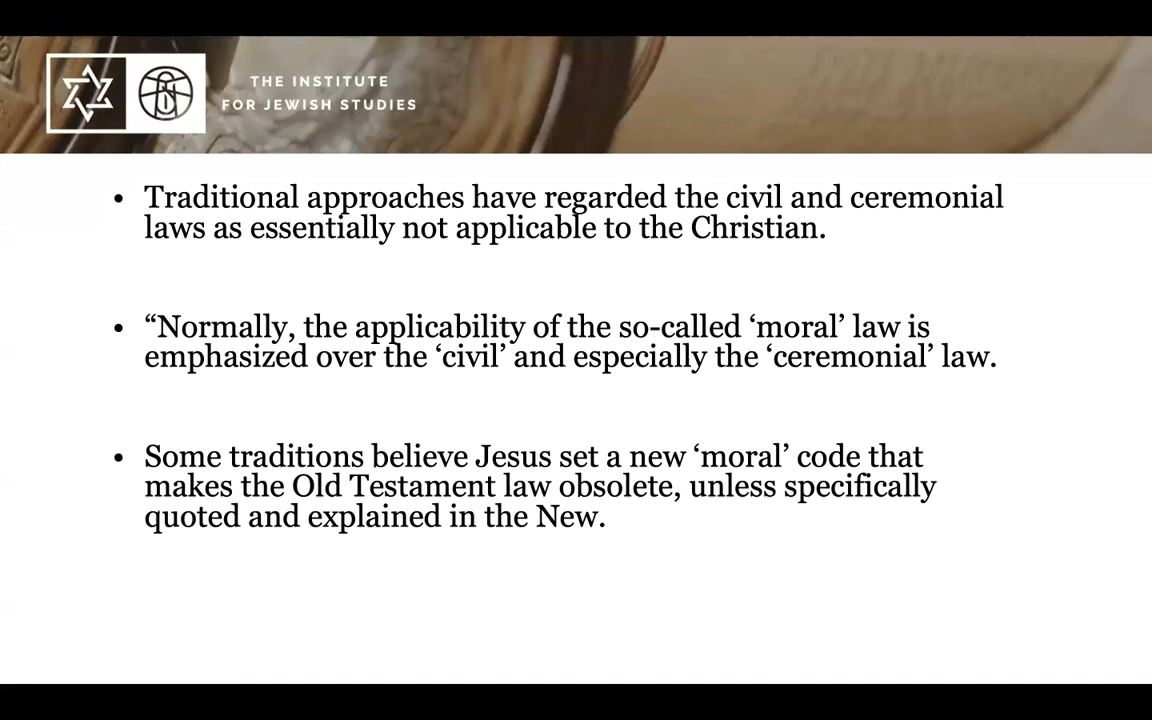 THE INSTITUTE
FOR JEWISH STUDIES
• Traditional approaches have regarded the civil and ceremonial
laws as essentially not applicable to the Christian.
• “Normally, the applicability of the so-called ‘moral’ law is
emphasized over the ‘civil’ and especially the ‘ceremonial’ law.
• Some traditions believe Jesus set a new ‘moral’ code that
makes the Old Testament law obsolete, unless specifically
quoted and explained in the New.